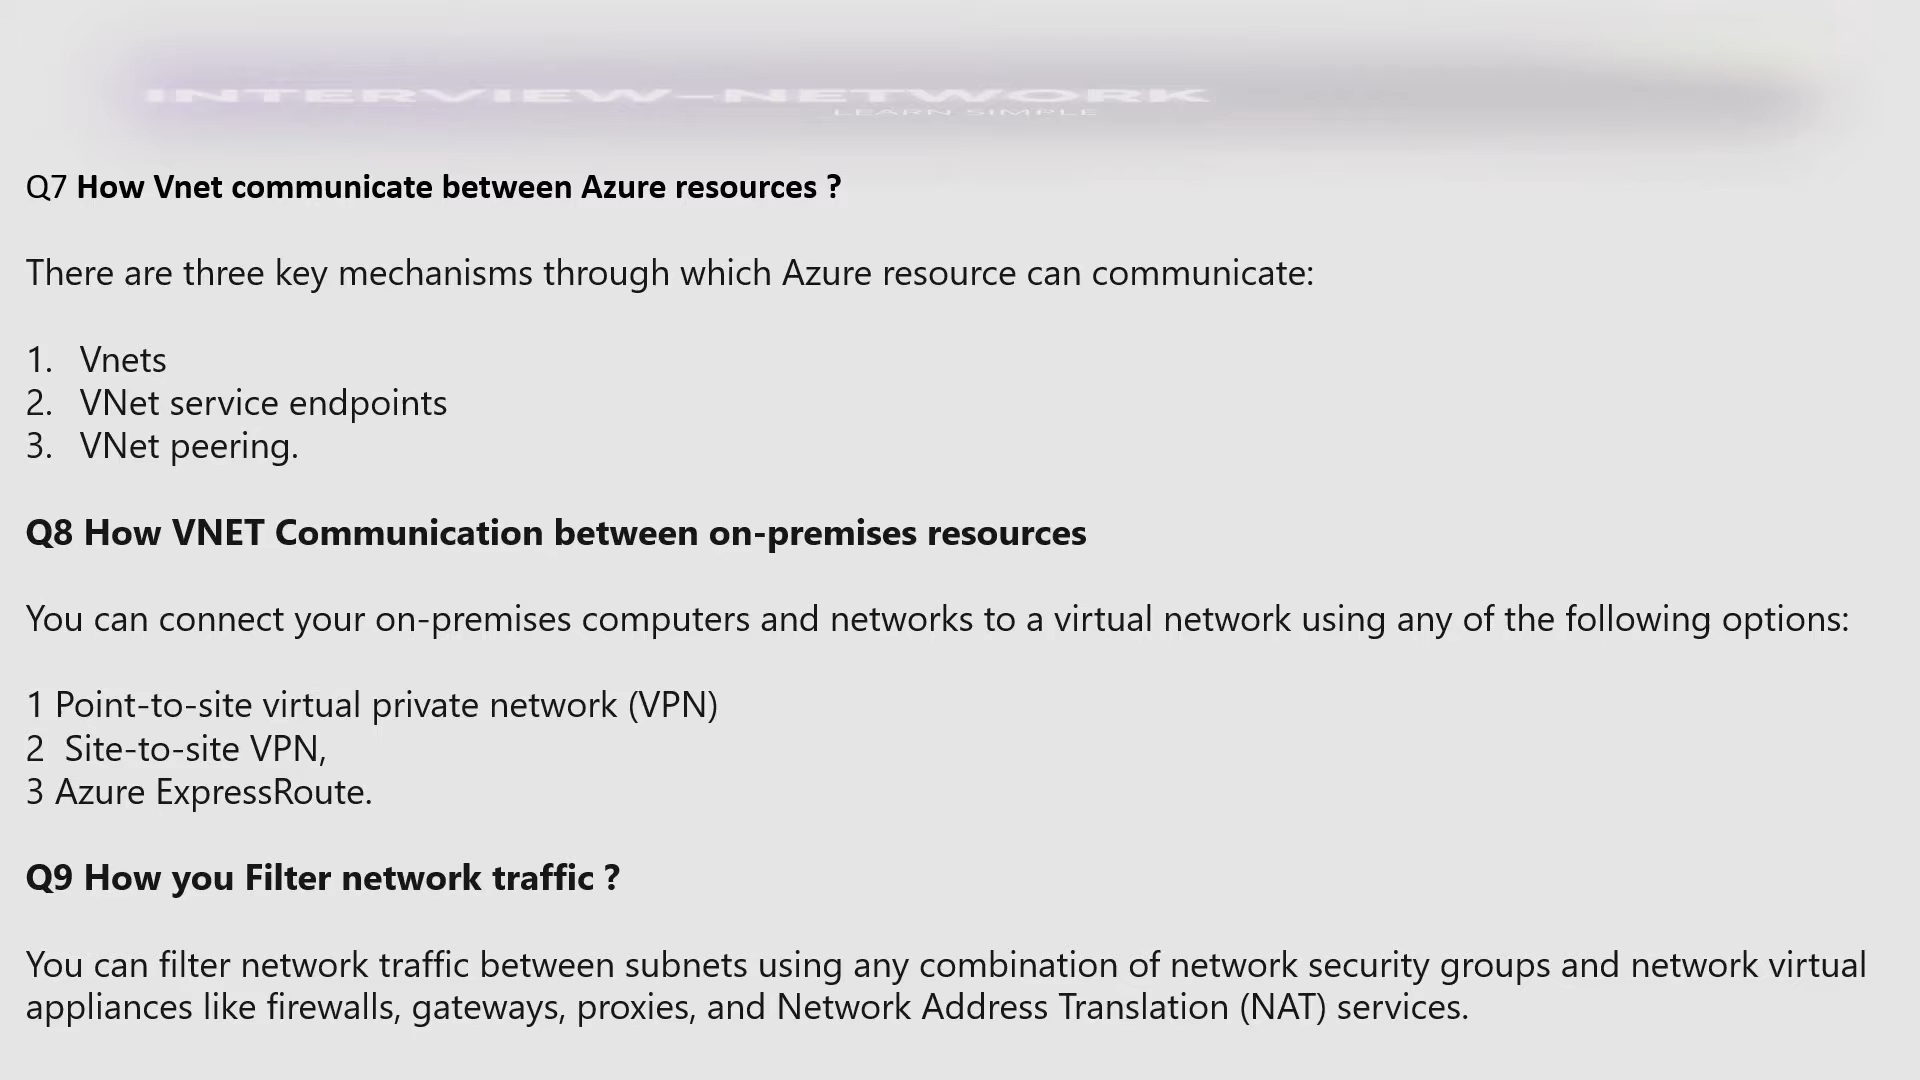 INTERVIEW-NETWORK
LEARN SIMPLE
Q7 How Vnet communicate between Azure resources ?
There are three key mechanisms through which Azure resource can communicate:
1. Vnets
2. VNet service endpoints
3. VNet peering.
Q8 How VNET Communication between on-premises resources
You can connect your on-premises computers and networks to a virtual network using any of the following options:
1 Point-to-site virtual private network (VPN)
2 Site-to-site VPN,
3 Azure ExpressRoute.
Q9 How you Filter network traffic ?
You can filter network traffic between subnets using any combination of network security groups and network virtual
appliances like firewalls, gateways, proxies, and Network Address Translation (NAT) services.